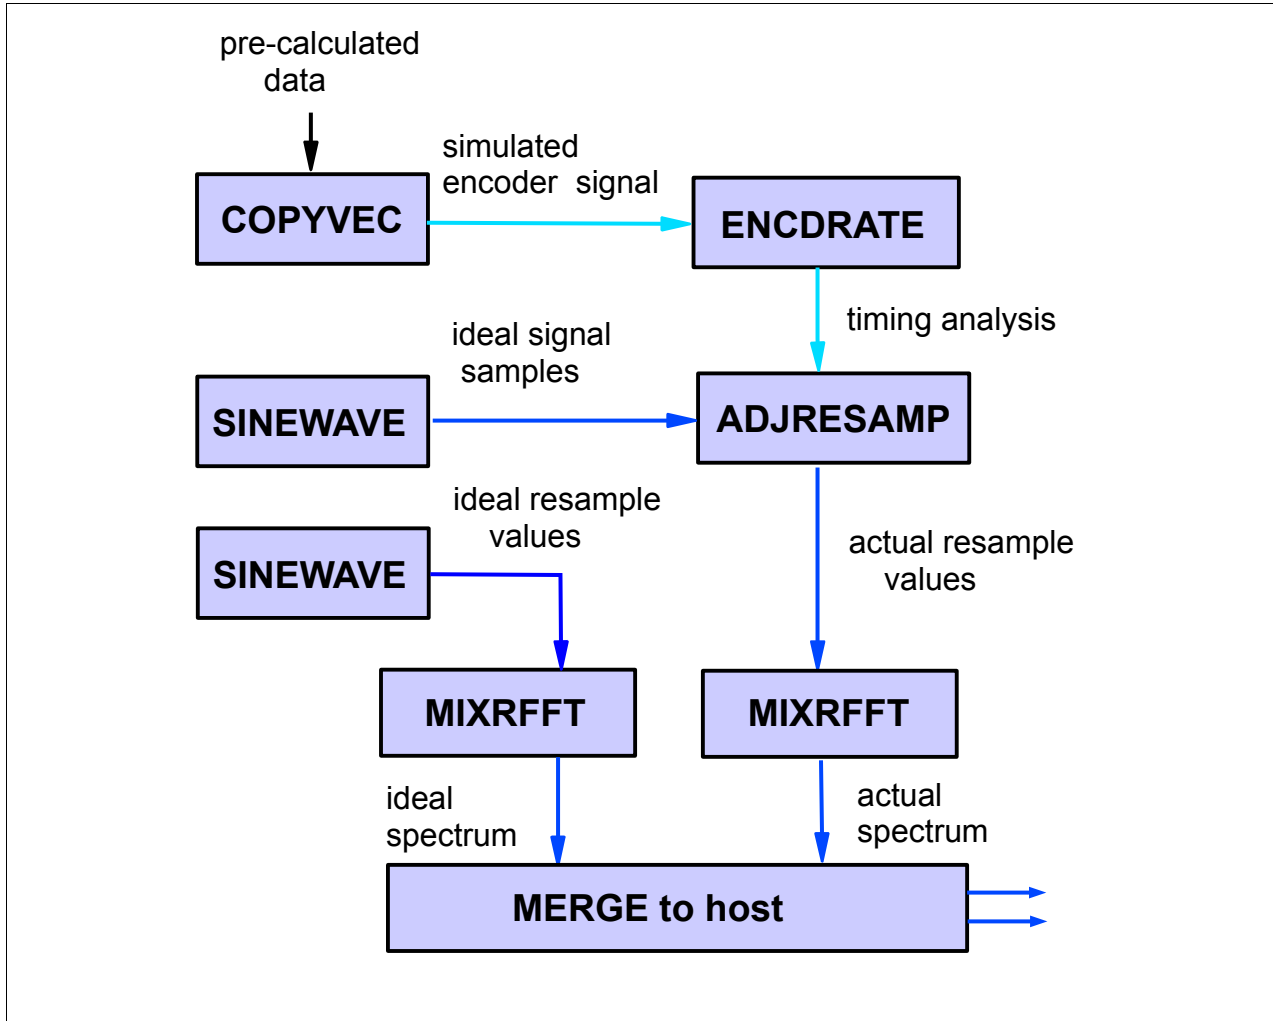 pre-calculated
data
simulated
encoder signal
COPYVEC
ENCDRATE
timing analysis
ideal signal
samples
SINEWAVE
ADJRESAMP
ideal resample
values
SINEWAVE
actual resample
values
MIXRFFT
MIXRFFT
ideal
spectrum
actual
spectrum
MERGE to host